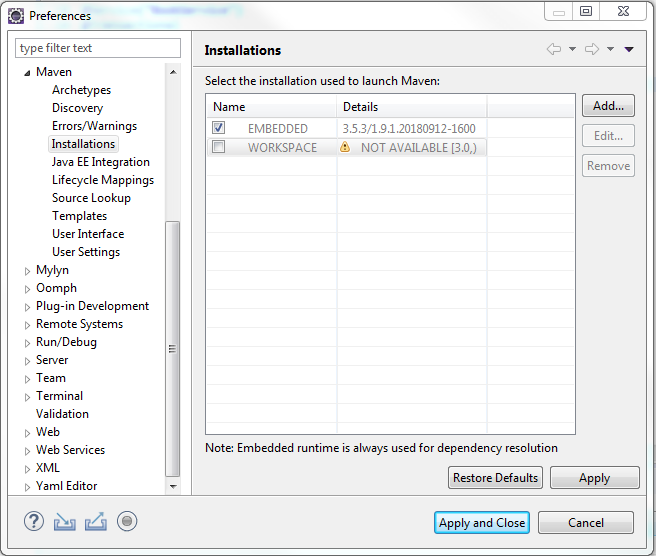 Preferences
type filter text
Maven
Archetypes
Discovery
Errors/Warnings
Installations
Java EE Integration
Lifecycle Mappings
Source Lookup
Templates
User Interface
User Settings
Mylyn
Oomph
Plug-in Development
Remote Systems
Run/Debug
Server
Team
Terminal
Validation
Web
Web Services
XML
Yaml Editor
Installations
Select the installation used to launch Maven:
Name Details
EMBEDDED 3.5.3/1.9.1.20180912-1600
WORKSPACE NOT AVAILABLE [3.0,)
Add...
Edit...
Remove
Note: Embedded runtime is always used for dependency resolution
Restore Defaults Apply
Apply and Close Cancel